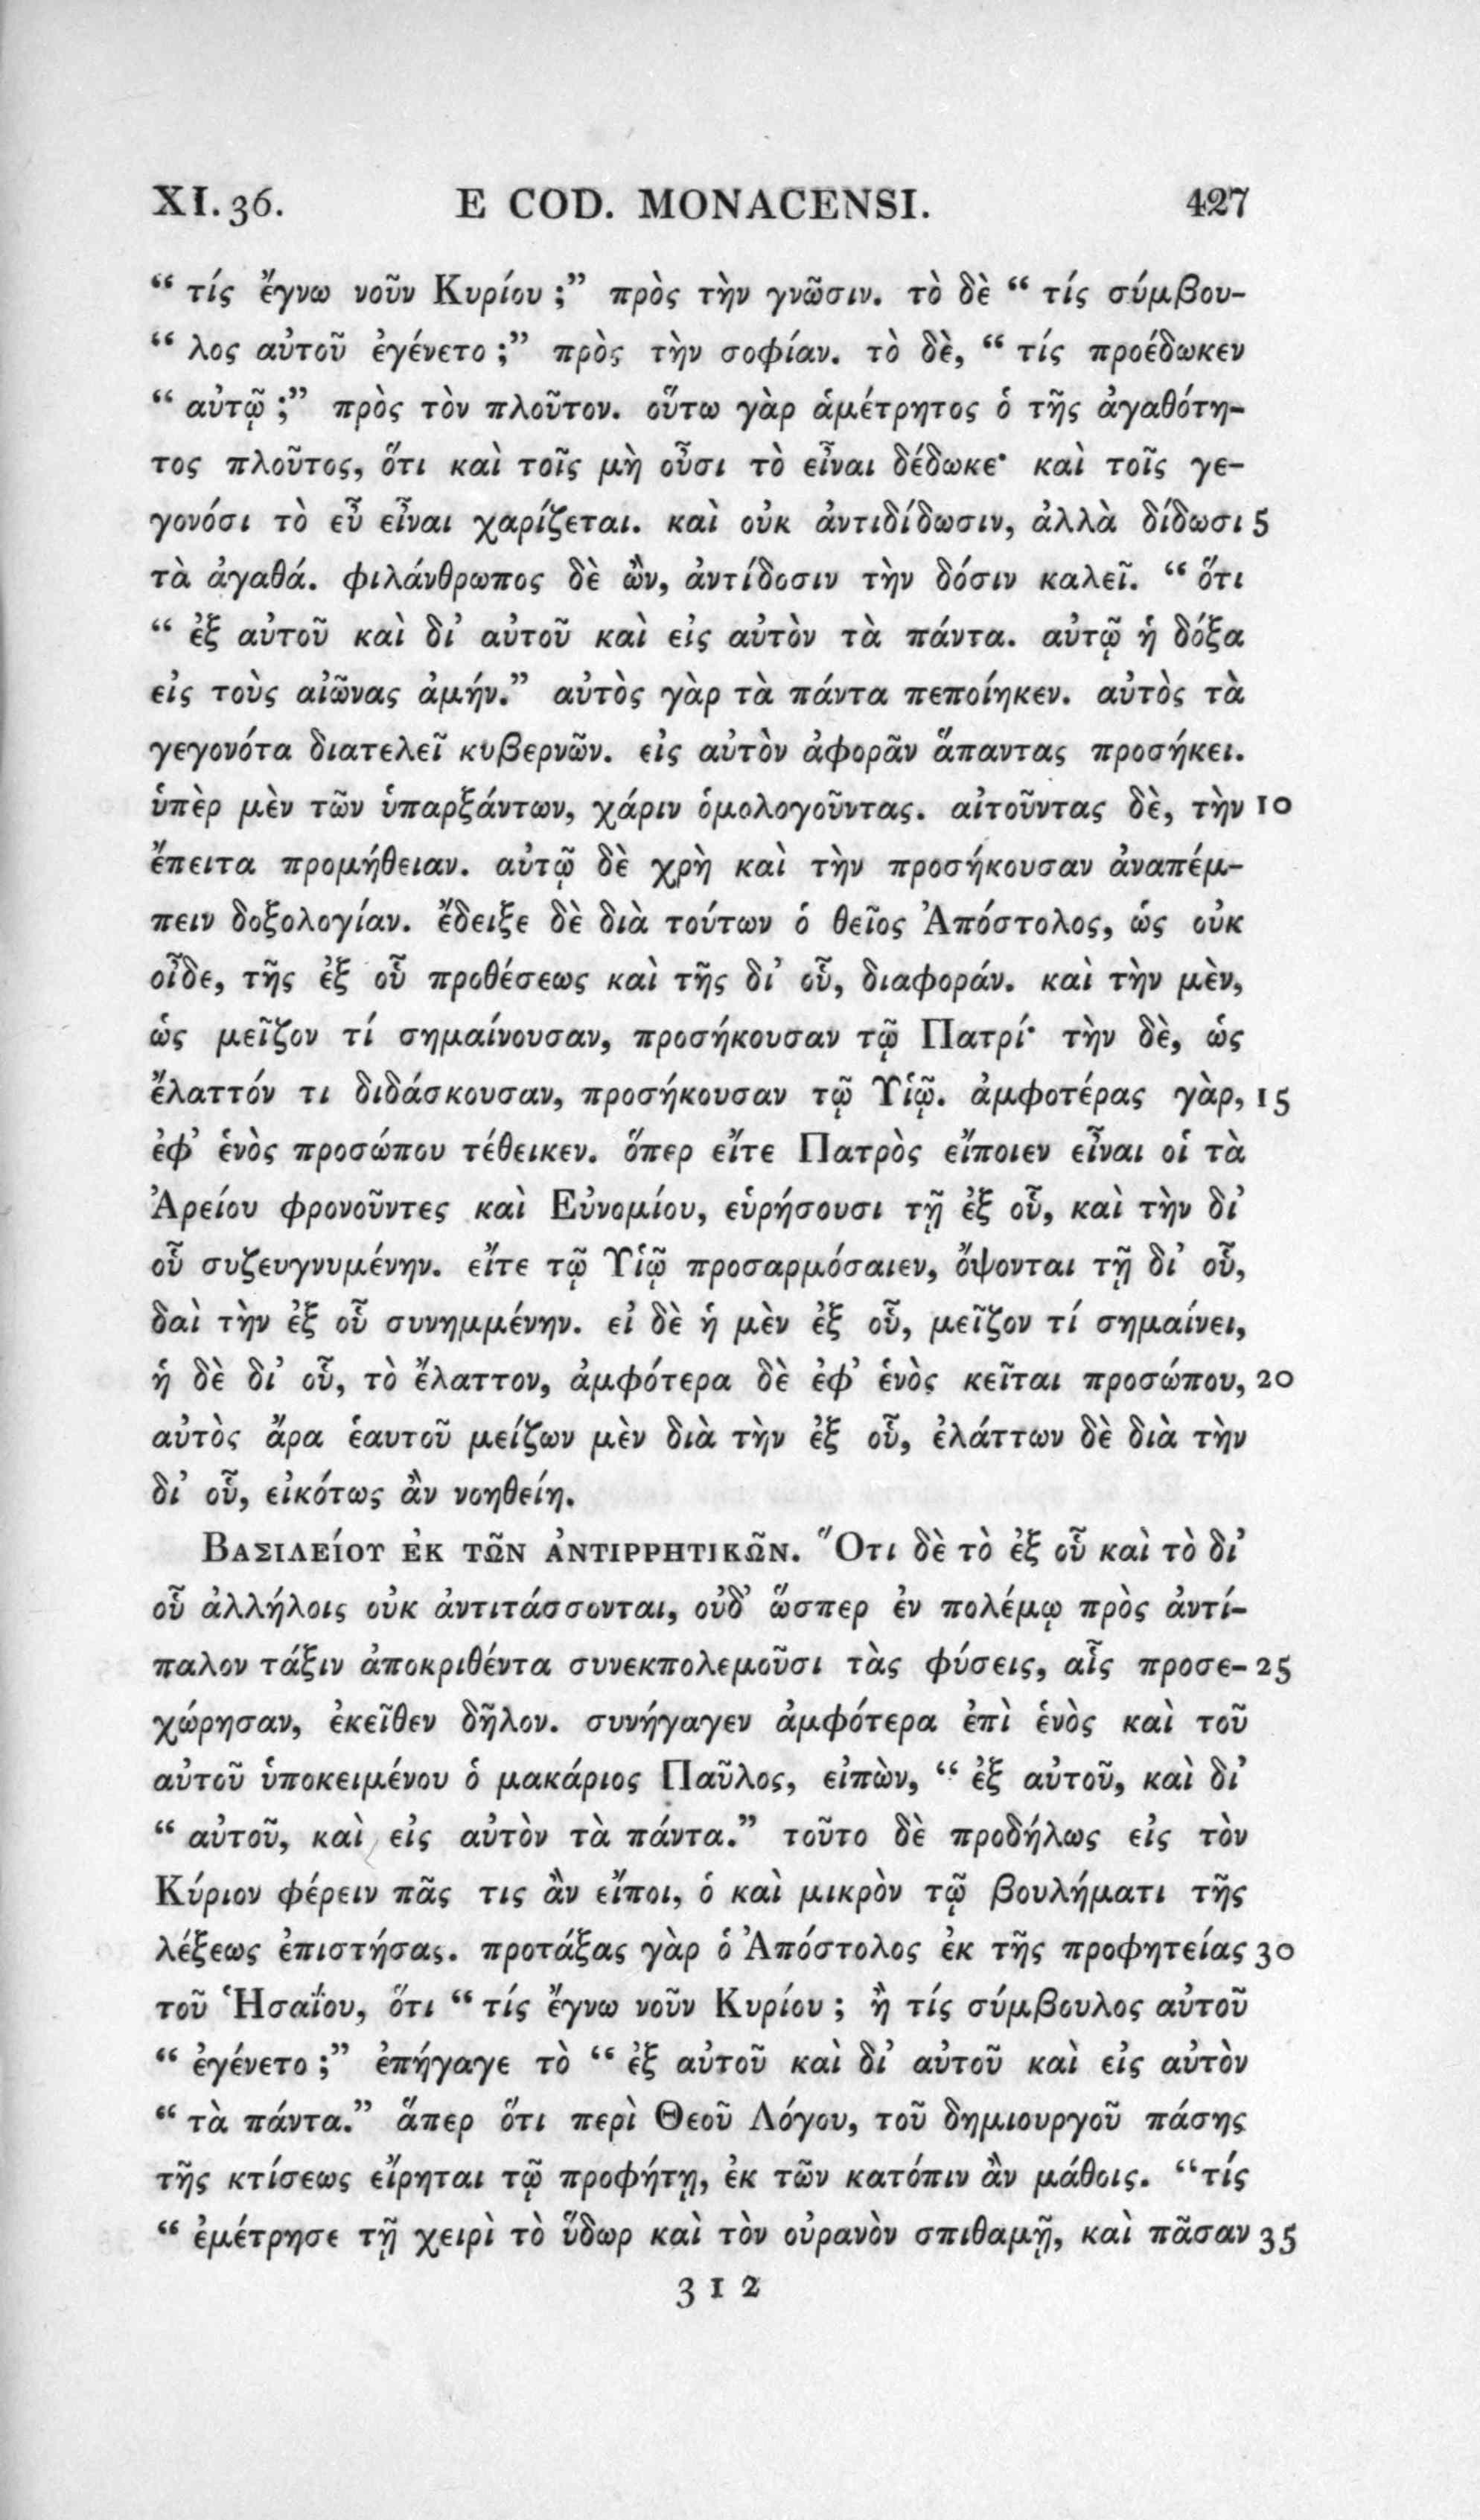 XI. 36. E COD. MONACENSI. 427
“ τίς ἔγνω νοῦν Κυρίου ;” πρὸς τὴν γνῶσιν. τὸ δὲ “ τίς σύμβου-
“ λος αὐτοῦ ἐγένετο ;” πρὸς τὴν σοφίαν. τὸ δὲ, “ τίς προέδωκεν
“ αὐτῷ ;” πρὸς τὸν πλοῦτον. οὕτω γὰρ ἀμέτρητος ὁ τῆς ἀγαθότη-
τος πλοῦτος, ὅτι καὶ τοῖς μὴ οὖσι τὸ εἶναι δέδωκε· καὶ τοῖς γε-
γονόσι τὸ εὖ εἶναι χαρίζεται. καὶ οὐκ ἀντιδίδωσιν, ἀλλὰ δίδωσι 5
τὰ ἀγαθά. φιλάνθρωπος δὲ ὢν, ἀντίδοσιν τὴν δόσιν καλεῖ. “ ὅτι
“ ἐξ αὐτοῦ καὶ δι’ αὐτοῦ καὶ εἰς αὐτὸν τὰ πάντα. αὐτῷ ἡ δόξα
εἰς τοὺς αἰῶνας ἀμήν.” αὐτὸς γὰρ τὰ πάντα πεποίηκεν. αὐτὸς τὰ
γεγονότα διατελεῖ κυβερνῶν. εἰς αὐτὸν ἀφορᾶν ἅπαντας προσήκει.
ὑπὲρ μὲν τῶν ὑπαρξάντων, χάριν ὁμολογοῦντας. αἰτοῦντας δὲ, τὴν 10
ἔπειτα προμήθειαν. αὐτῷ δὲ χρὴ καὶ τὴν προσήκουσαν ἀναπέμ-
πειν δοξολογίαν. ἔδειξε δὲ διὰ τούτων ὁ θεῖος Ἀπόστολος, ὡς οὐκ
οἶδε, τῆς ἐξ οὗ προθέσεως καὶ τῆς δι’ οὗ, διαφοράν. καὶ τὴν μὲν,
ὡς μεῖζον τί σημαίνουσαν, προσήκουσαν τῷ Πατρί· τὴν δὲ, ὡς
ἔλαττόν τι διδάσκουσαν, προσήκουσαν τῷ Υἱῷ. ἀμφοτέρας γὰρ, 15
ἐφ’ ἑνὸς προσώπου τέθεικεν. ὅπερ εἴτε Πατρὸς εἴποιεν εἶναι οἱ τὰ
Ἀρείου φρονοῦντες καὶ Εὐνομίου, εὑρήσουσι τῇ ἐξ οὗ, καὶ τὴν δι’
οὗ συζευγνυμένην. εἴτε τῷ Υἱῷ προσαρμόσαιεν, ὄψονται τῇ δι’ οὗ,
δαὶ τὴν ἐξ οὗ συνημμένην. εἰ δὲ ἡ μὲν ἐξ οὗ, μεῖζον τί σημαίνει,
ἡ δὲ δι’ οὗ, τὸ ἔλαττον, ἀμφότερα δὲ ἐφ’ ἑνὸς κεῖται προσώπου, 20
αὐτὸς ἄρα ἑαυτοῦ μείζων μὲν διὰ τὴν ἐξ οὗ, ἐλάττων δὲ διὰ τὴν
δι’ οὗ, εἰκότως ἂν νοηθείη.
Βασιλείου ἐκ τῶν ἀντιρρητικῶν. Ὅτι δὲ τὸ ἐξ οὗ καὶ τὸ δι’
οὗ ἀλλήλοις οὐκ ἀντιτάσσονται, οὐδ’ ὥσπερ ἐν πολέμῳ πρὸς ἀντί-
παλον τάξιν ἀποκριθέντα συνεκπολεμοῦσι τὰς φύσεις, αἷς προσε- 25
χώρησαν, ἐκεῖθεν δῆλον. συνήγαγεν ἀμφότερα ἐπὶ ἑνὸς καὶ τοῦ
αὐτοῦ ὑποκειμένου ὁ μακάριος Παῦλος, εἰπὼν, “ ἐξ αὐτοῦ, καὶ δι’
“ αὐτοῦ, καὶ εἰς αὐτὸν τὰ πάντα.” τοῦτο δὲ προδήλως εἰς τὸν
Κύριον φέρειν πᾶς τις ἂν εἴποι, ὁ καὶ μικρὸν τῷ βουλήματι τῆς
λέξεως ἐπιστήσας. προτάξας γὰρ ὁ Ἀπόστολος ἐκ τῆς προφητείας 30
τοῦ Ἡσαΐου, ὅτι “ τίς ἔγνω νοῦν Κυρίου ; ἢ τίς σύμβουλος αὐτοῦ
“ ἐγένετο ;” ἐπήγαγε τὸ “ ἐξ αὐτοῦ καὶ δι’ αὐτοῦ καὶ εἰς αὐτὸν
“ τὰ πάντα.” ἅπερ ὅτι περὶ Θεοῦ Λόγου, τοῦ δημιουργοῦ πάσης
τῆς κτίσεως εἴρηται τῷ προφήτῃ, ἐκ τῶν κατόπιν ἂν μάθοις. “ τίς
“ ἐμέτρησε τῇ χειρὶ τὸ ὕδωρ καὶ τὸν οὐρανὸν σπιθαμῇ, καὶ πᾶσαν 35
3 I 2